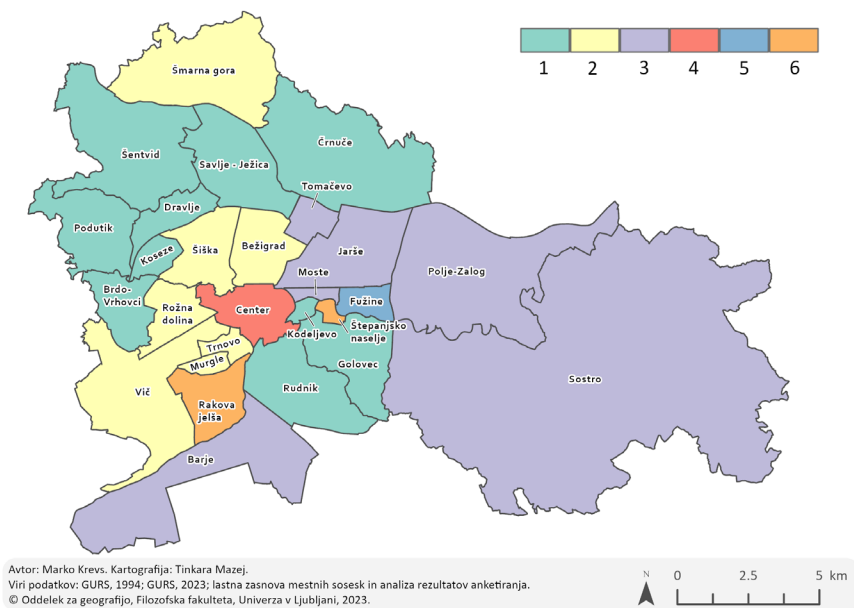 1 2 3 4 5 6
Šmarna gora
Črnuče
Šentvid
Savlje - Ježica
Tomačevo
Dravlje
Podutik
Koseze
Šiška
Bežigrad
Jarše
Moste
Polje-Zalog
Brdo-
Vrhovci
Rožna
dolina
Center
Fužine
Kodeljevo
Štepanjsko
naselje
Trnovo
Murgle
Golovec
Vič
Rakova
jelša
Rudnik
Sostro
Barje
Avtor: Marko Krevs. Kartografija: Tinkara Mazej.
Viri podatkov: GURS, 1994; GURS, 2023; lastna zasnova mestnih sosesk in analiza rezultatov anketiranja.
© Oddelek za geografijo, Filozofska fakulteta, Univerza v Ljubljani, 2023.
N
0 2.5 5 km